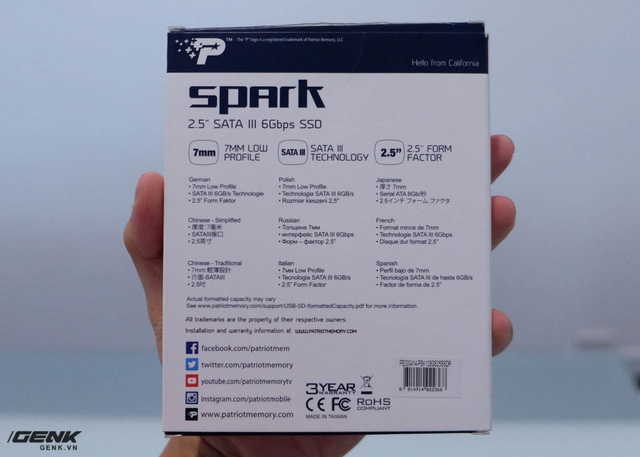 P™ The "P" logo is a registered trademark of Patriot Memory, LLC
Hello from California
spark
2.5" SATA III 6Gbps SSD
7mm 7MM LOW PROFILE
SATA III SATA III TECHNOLOGY
2.5" 2.5" FORM FACTOR
German
• 7mm Low Profile
• SATA III 6GB/s Technologie
• 2.5" Form Faktor
Polish
• 7mm Low Profile
• SATA III 6GB/s
• Rozmiar kieszeni 2,5"
Japanese
• 厚さ 7mm
• Serial ATA 6Gb/秒
• 2.5インチ フォーム ファクタ
Chinese - Simplified
• 厚度: 7毫米
• SATAIII接口
• 2.5英寸
Russian
• Толщина 7мм
• интерфейс SATA III 6Gbps
• Форм – фактор 2.5"
French
• Format mince de 7mm
• Technologie SATA III 6Gbps
• Disque dur format 2.5"
Chinese - Traditional
• 7mm 輕薄設計
• 介面-SATAIII
• 2.5吋
Italian
• 7мм Low Profile
• Tecnologia SATA III 6GB/s
• 2.5" Form Factor
Spanish
• Perfil bajo de 7mm
• Tecnología SATA III de hasta 6GB/s
• Factor de forma de 2.5"
Actual formatted capacity may vary
See www.patriotmemory.com/support/USB-SD-formattedCapacity.pdf for more information
All trademarks are the property of their respective owners.
Installation and warranty information at www.PATRIOTMEMORY.COM
facebook.com/patriotmem
twitter.com/patriotmem
youtube.com/patriotmemorytv
instagram.com/patriotmobile
www.patriotmemory.com
3 YEAR WARRANTY
CE FC RoHS COMPLIANT
MADE IN TAIWAN
0 814914 022368
/GENK
GENK.VN